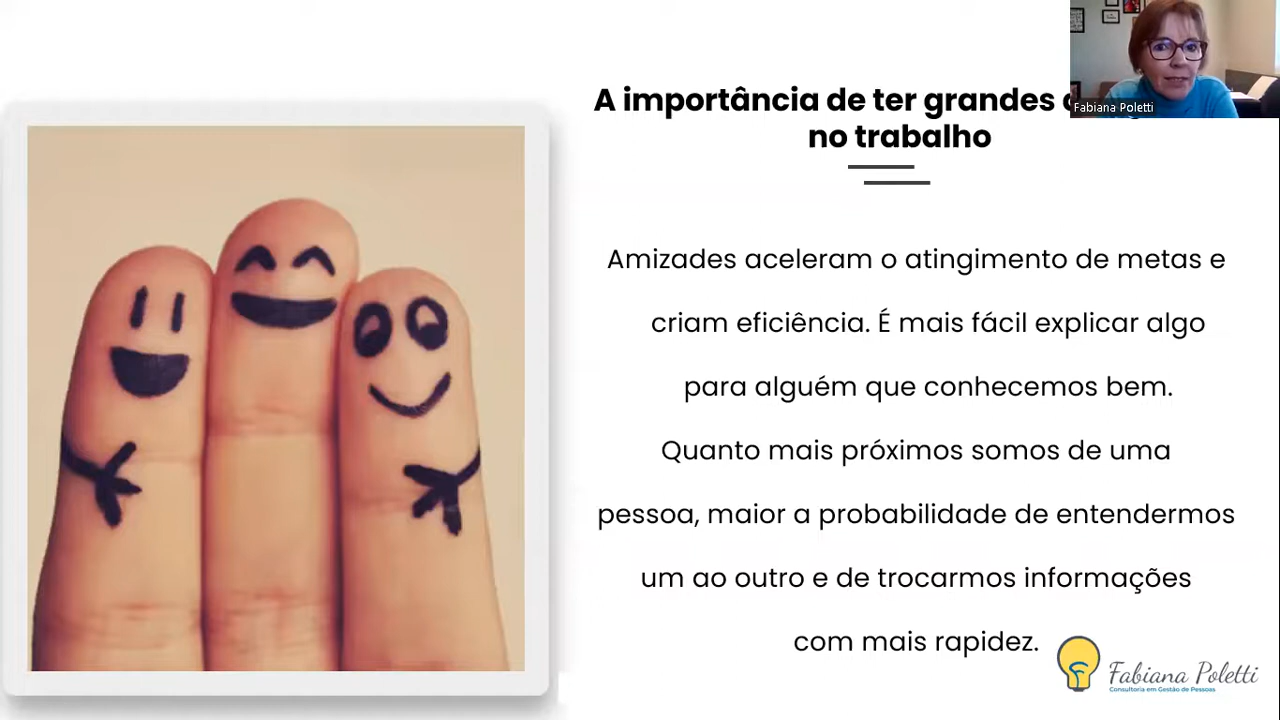 A importância de ter grandes
no trabalho
Fabiana Poletti
Amizades aceleram o atingimento de metas e
criam eficiência. É mais fácil explicar algo
para alguém que conhecemos bem.
Quanto mais próximos somos de uma
pessoa, maior a probabilidade de entendermos
um ao outro e de trocarmos informações
com mais rapidez.
Fabiana Poletti
Consultoria em Gestão de Pessoas